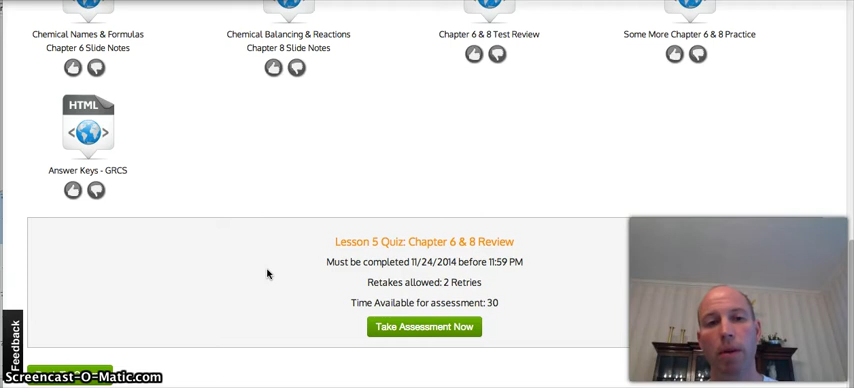 Chemical Names & Formulas
Chapter 6 Slide Notes
Chemical Balancing & Reactions
Chapter 8 Slide Notes
Chapter 6 & 8 Test Review
Some More Chapter 6 & 8 Practice
HTML
Answer Keys - GRCS
Lesson 5 Quiz: Chapter 6 & 8 Review
Must be completed 11/24/2014 before 11:59 PM
Retakes allowed: 2 Retries
Time Available for assessment: 30
Take Assessment Now
Feedback
Screencast-O-Matic.com